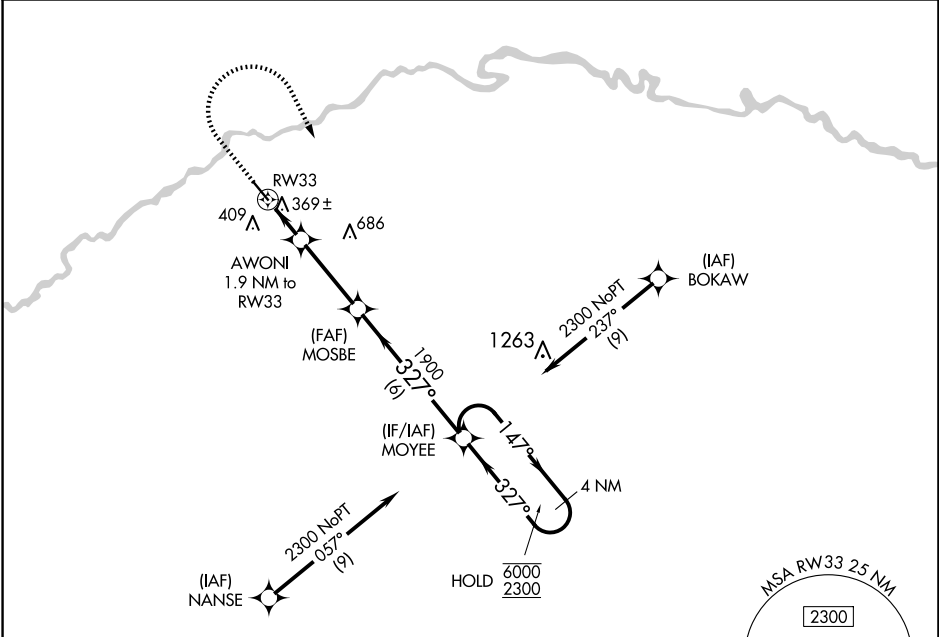 RW33
369±
409
686
AWONI
1.9 NM to
RW33
(IAF)
BOKAW
2300 NoPT
237°
(9)
1263
(FAF)
MOSBE
1900
327°
(6)
(IF/IAF)
MOYEE
147°
327°
4 NM
2300 NoPT
057°
(9)
(IAF)
NANSE
HOLD
6000
2300
MSA RW33 25 NM
2300